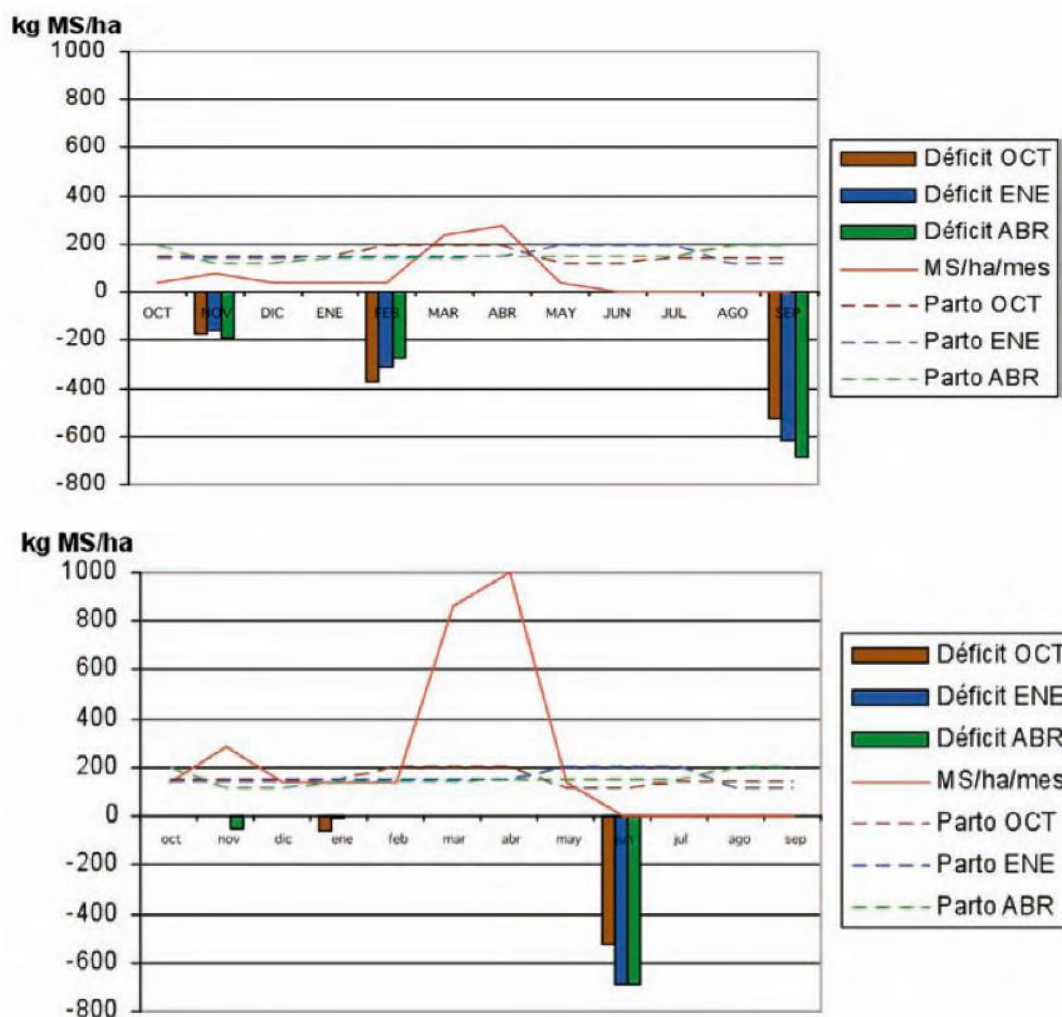 kg MS/ha
1000
800
600
400
200
0
-200
-400
-600
-800
OCT NOV DIC ENE FEB MAR ABR MAY JUN JUL AGO SEP
Déficit OCT
Déficit ENE
Déficit ABR
MS/ha/mes
Parto OCT
Parto ENE
Parto ABR
kg MS/ha
1000
800
600
400
200
0
-200
-400
-600
-800
oct nov dic ene feb mar abr may jun jul ago sep
Déficit OCT
Déficit ENE
Déficit ABR
MS/ha/mes
Parto OCT
Parto ENE
Parto ABR